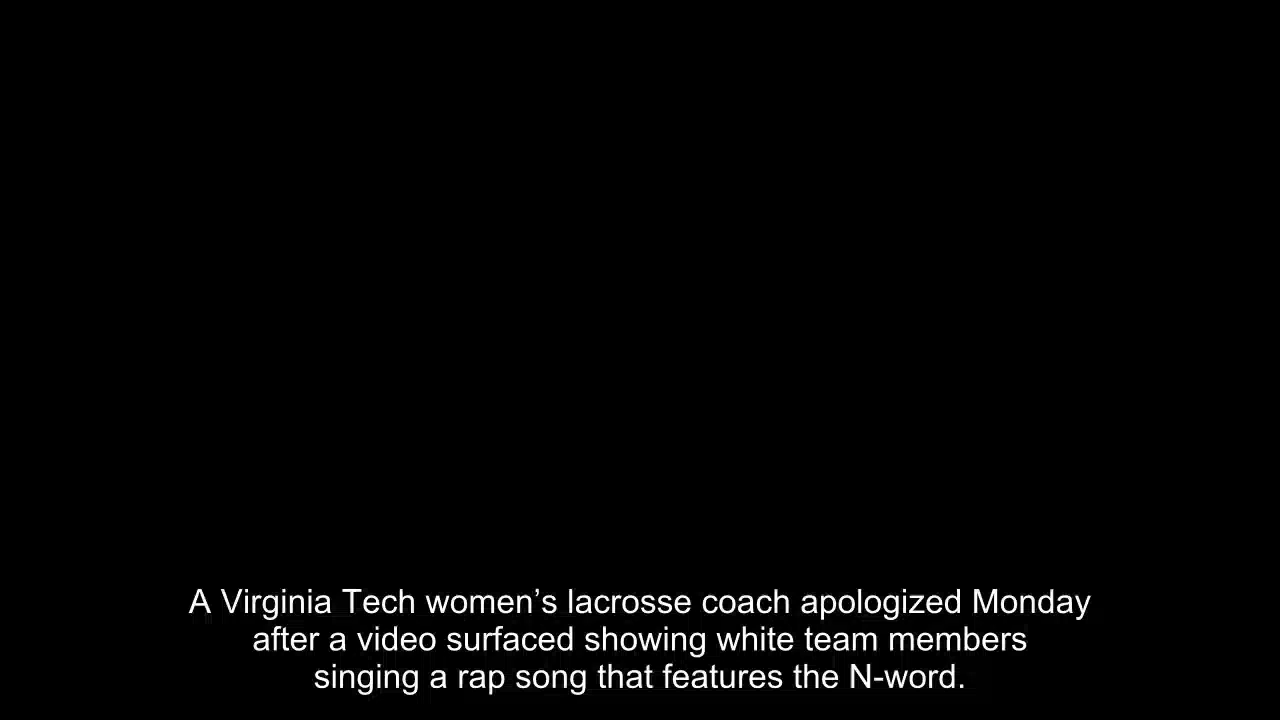 A Virginia Tech women’s lacrosse coach apologized Monday
after a video surfaced showing white team members
singing a rap song that features the N-word.